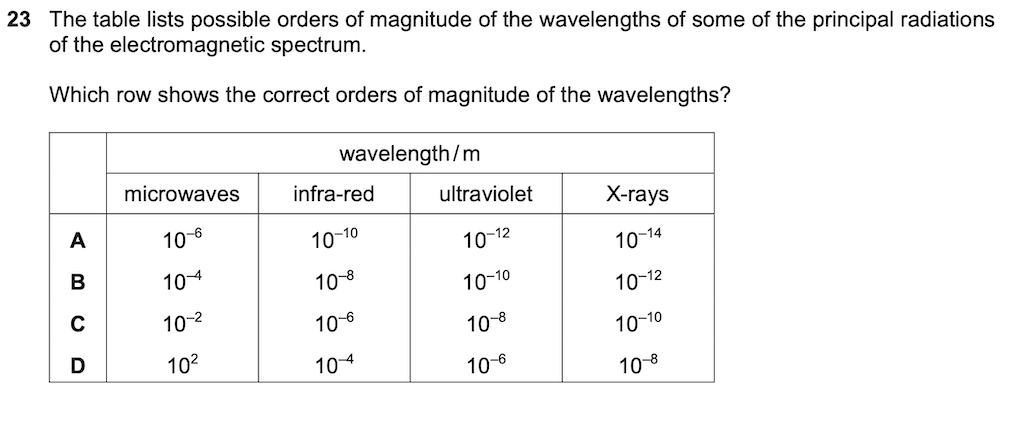 23 The table lists possible orders of magnitude of the wavelengths of some of the principal radiations
of the electromagnetic spectrum.
Which row shows the correct orders of magnitude of the wavelengths?
wavelength / m
microwaves infra-red ultraviolet X-rays
A 10⁻⁶ 10⁻¹⁰ 10⁻¹² 10⁻¹⁴
B 10⁻⁴ 10⁻⁸ 10⁻¹⁰ 10⁻¹²
C 10⁻² 10⁻⁶ 10⁻⁸ 10⁻¹⁰
D 10² 10⁻⁴ 10⁻⁶ 10⁻⁸